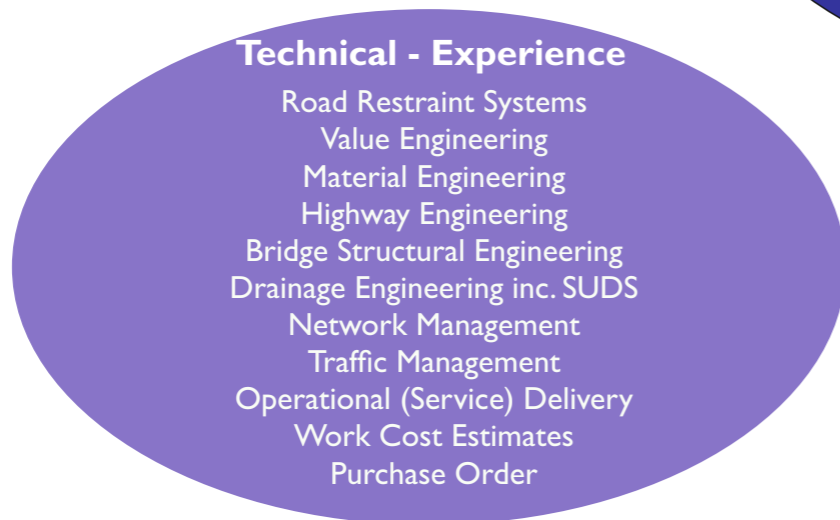 Technical - Experience
Road Restraint Systems
Value Engineering
Material Engineering
Highway Engineering
Bridge Structural Engineering
Drainage Engineering inc. SUDS
Network Management
Traffic Management
Operational (Service) Delivery
Work Cost Estimates
Purchase Order